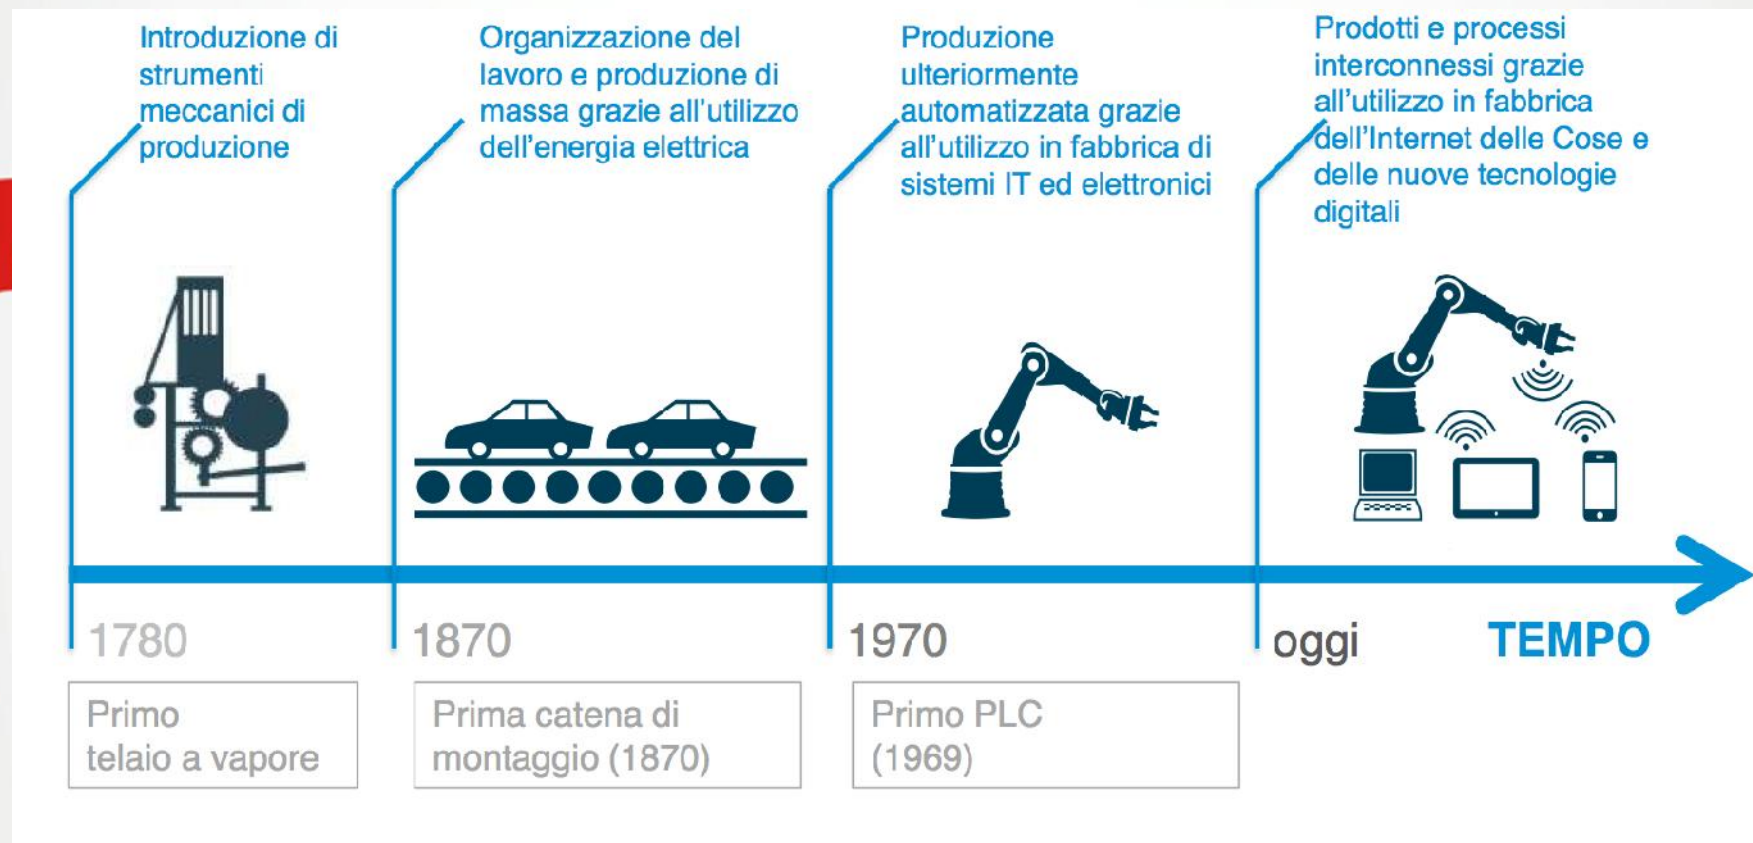 Introduzione di
strumenti
meccanici di
produzione
Organizzazione del
lavoro e produzione di
massa grazie all'utilizzo
dell'energia elettrica
Produzione
ulteriormente
automatizzata grazie
all'utilizzo in fabbrica di
sistemi IT ed elettronici
Prodotti e processi
interconnessi grazie
all'utilizzo in fabbrica
dell'Internet delle Cose e
delle nuove tecnologie
digitali
1780
1870
1970
oggi
TEMPO
Primo
telaio a vapore
Prima catena di
montaggio (1870)
Primo PLC
(1969)